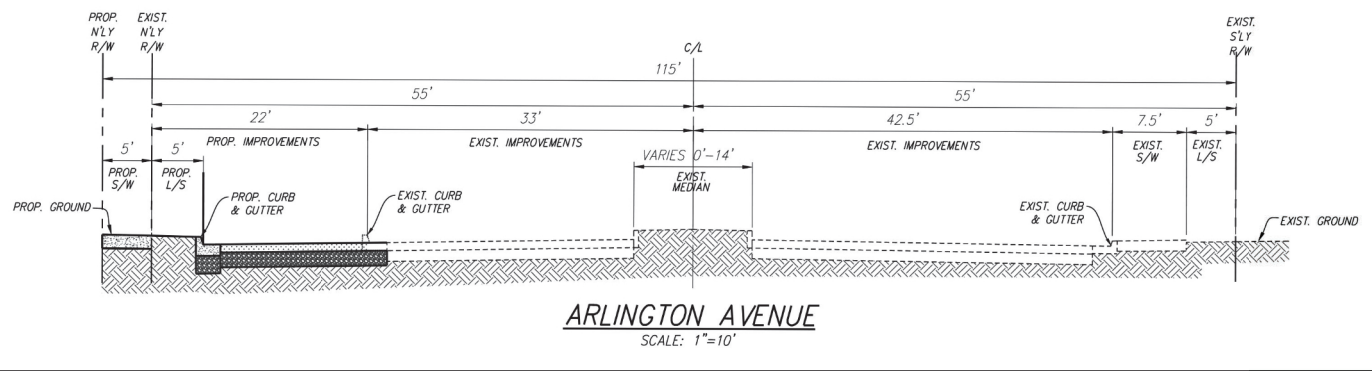 PROP.
N'LY
R/W
EXIST.
N'LY
R/W
C/L
EXIST.
S'LY
R/W
115'
55'
55'
22'
33'
42.5'
7.5'
5'
PROP. IMPROVEMENTS
EXIST. IMPROVEMENTS
EXIST. IMPROVEMENTS
EXIST.
S/W
EXIST.
L/S
5'
PROP.
S/W
5'
PROP.
L/S
VARIES 0'-14'
EXIST.
MEDIAN
PROP. GROUND
PROP. CURB
& GUTTER
EXIST. CURB
& GUTTER
EXIST. CURB
& GUTTER
EXIST. GROUND
ARLINGTON AVENUE
SCALE: 1"=10'